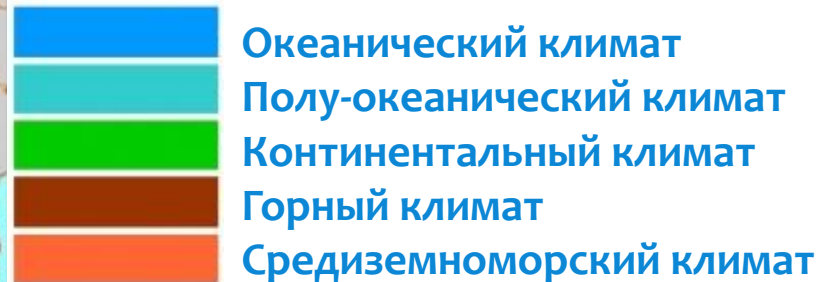 Океанический климат
Полу-океанический климат
Континентальный климат
Горный климат
Средиземноморский климат